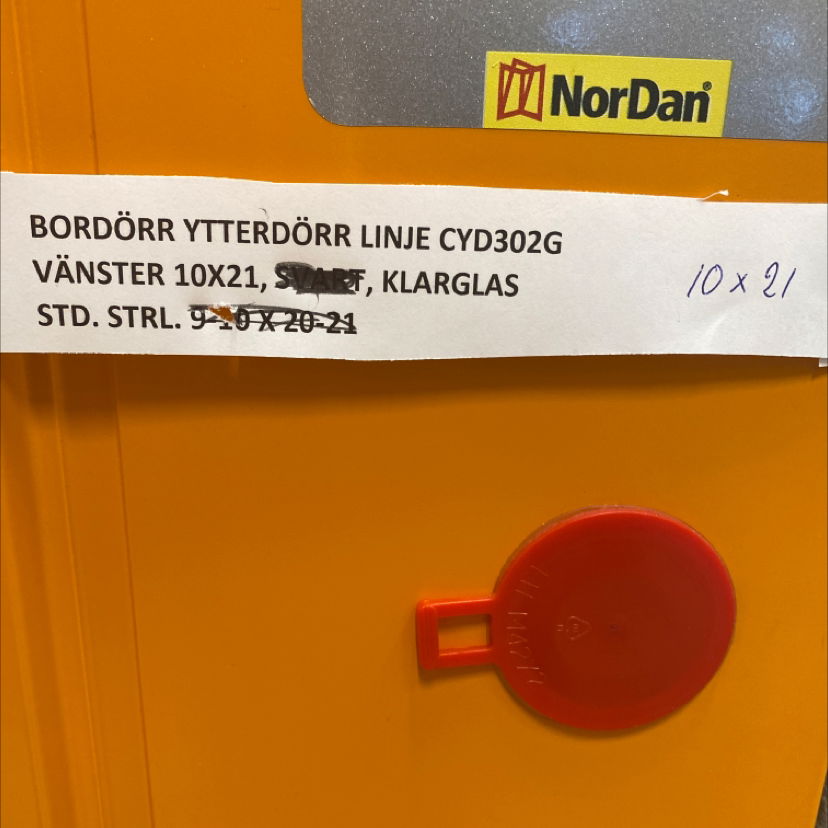 NorDan®
BORDÖRR YTTERDÖRR LINJE CYD302G
VÄNSTER 10X21, SVART, KLARGLAS
10 x 21
STD. STRL. 9-10 X 20-21